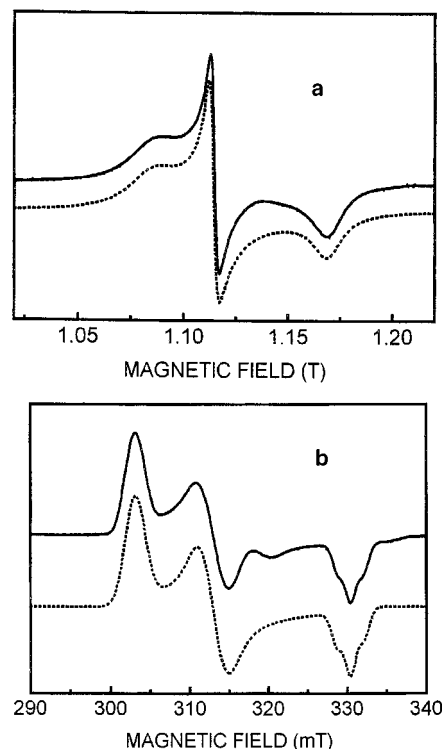 a
1.05 1.10 1.15 1.20
MAGNETIC FIELD (T)
b
290 300 310 320 330 340
MAGNETIC FIELD (mT)